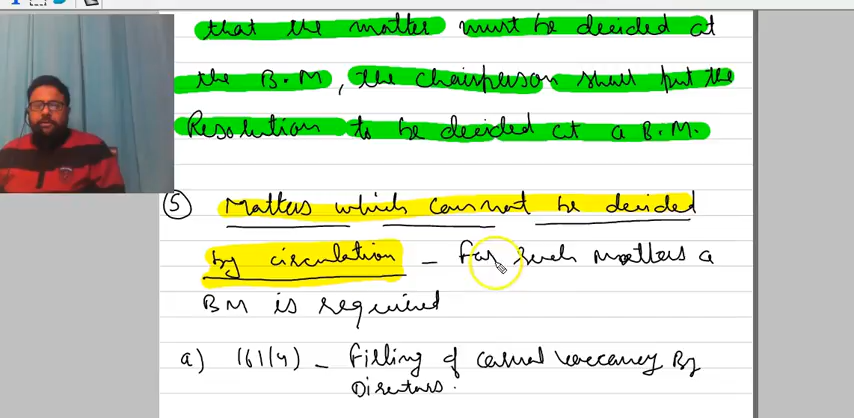 that the matter must be decided at
the B.M, the chairperson shall put the
Resolution to be decided at a B.M.
⑤ Matters which cannot be decided
by circulation - For such matters a
BM is required
a) 161(4) - Filling of casual vacancy By
Directors.